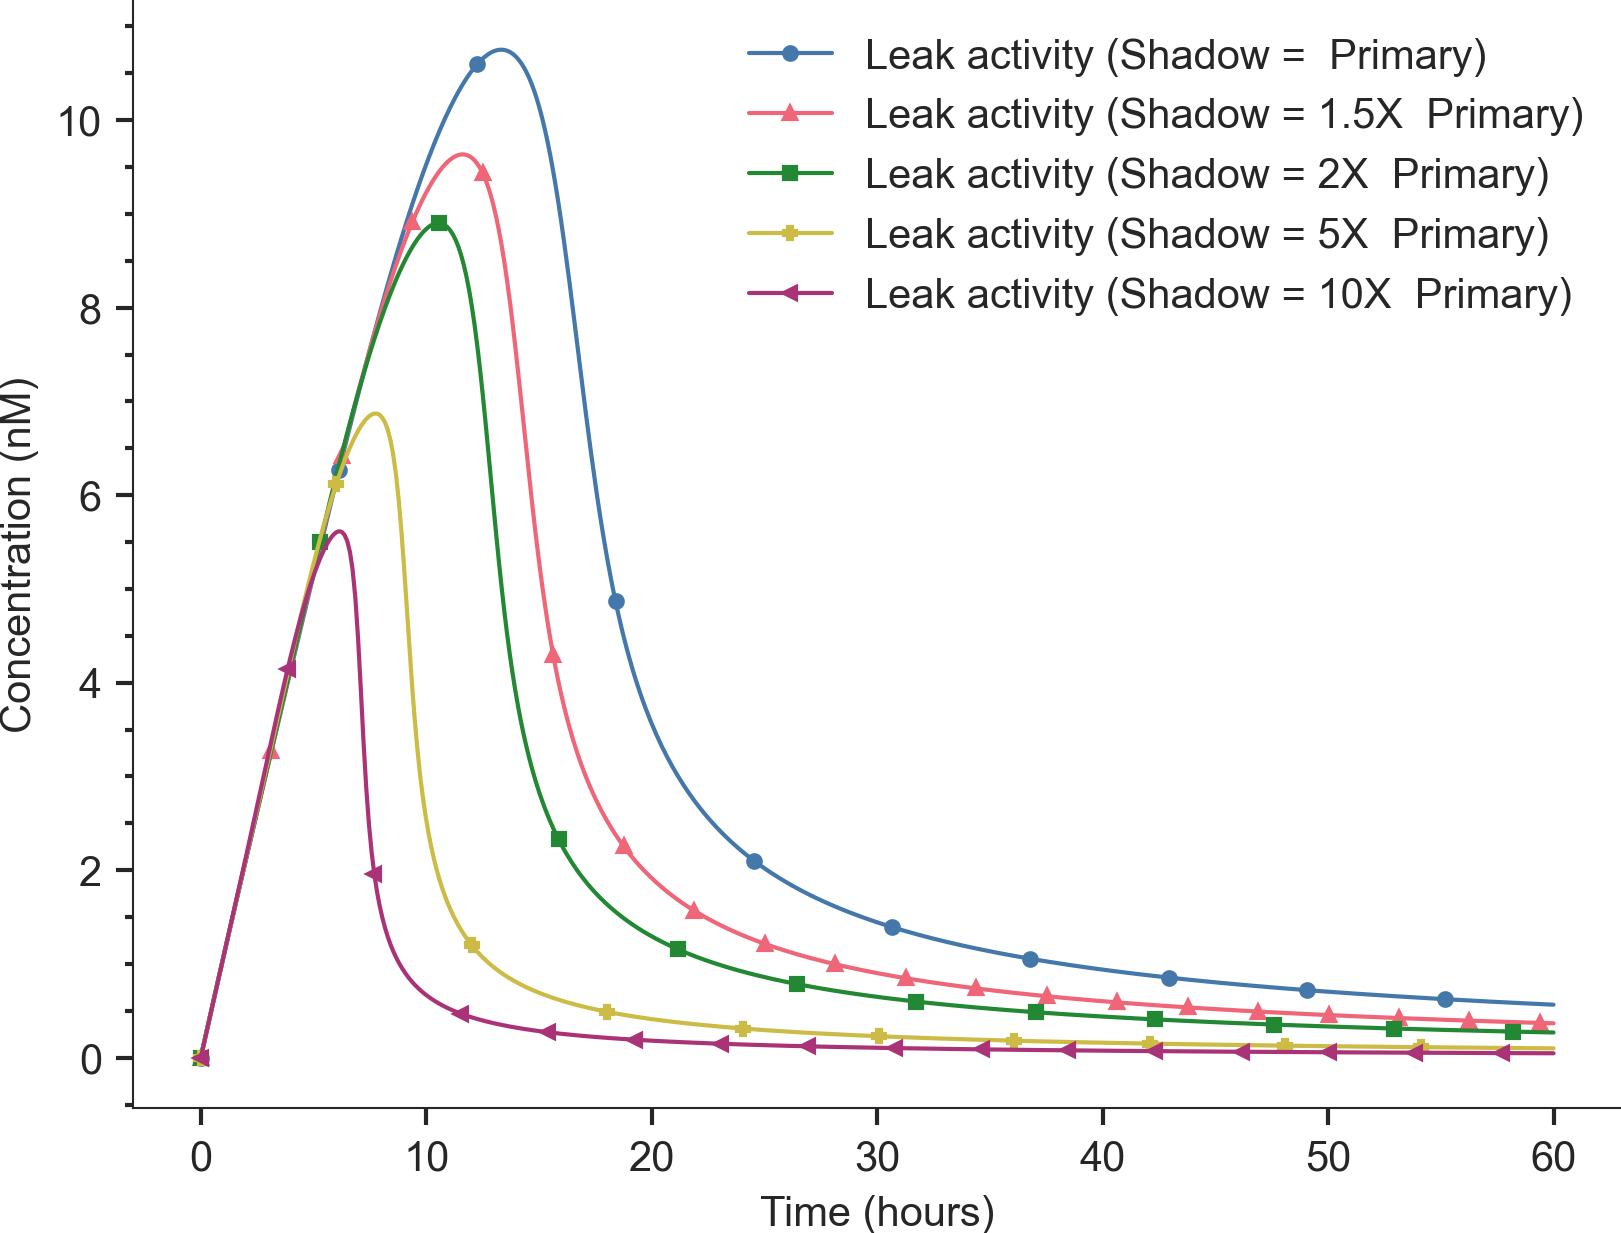 Leak activity (Shadow =  Primary)
Leak activity (Shadow = 1.5X  Primary)
Leak activity (Shadow = 2X  Primary)
Leak activity (Shadow = 5X  Primary)
Leak activity (Shadow = 10X  Primary)
Concentration (nM)
10
8
6
4
2
0
0 10 20 30 40 50 60
Time (hours)